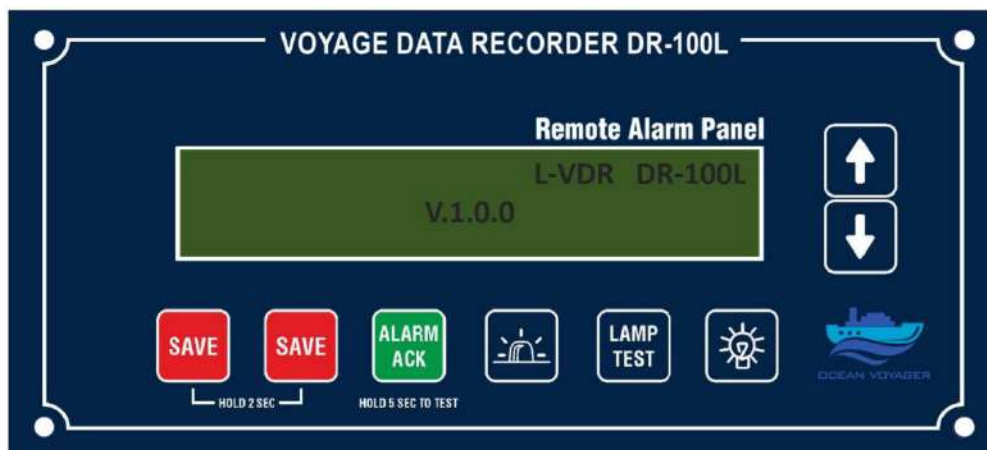 VOYAGE DATA RECORDER DR-100L
Remote Alarm Panel
L-VDR DR-100L
V.1.0.0
SAVE
SAVE
ALARM
ACK
LAMP
TEST
HOLD 2 SEC
HOLD 5 SEC TO TEST
OCEAN VOYAGER